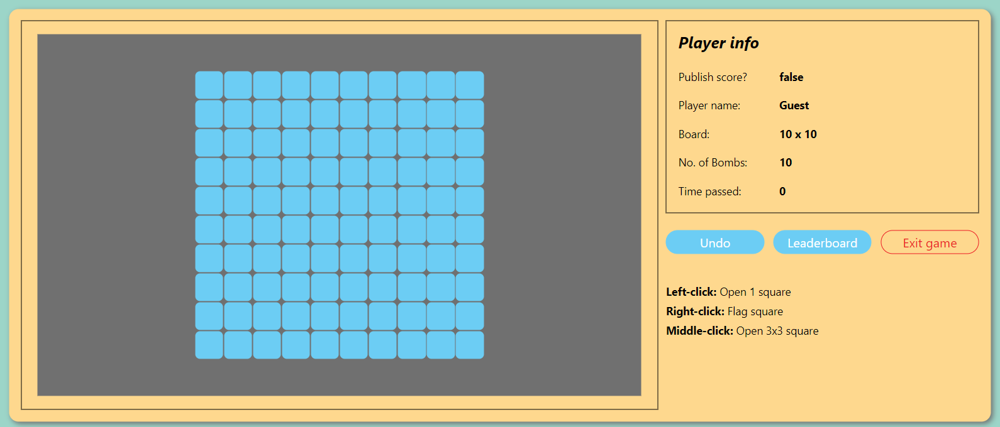 Player info
Publish score? false
Player name: Guest
Board: 10 x 10
No. of Bombs: 10
Time passed: 0
Undo Leaderboard Exit game
Left-click: Open 1 square
Right-click: Flag square
Middle-click: Open 3x3 square